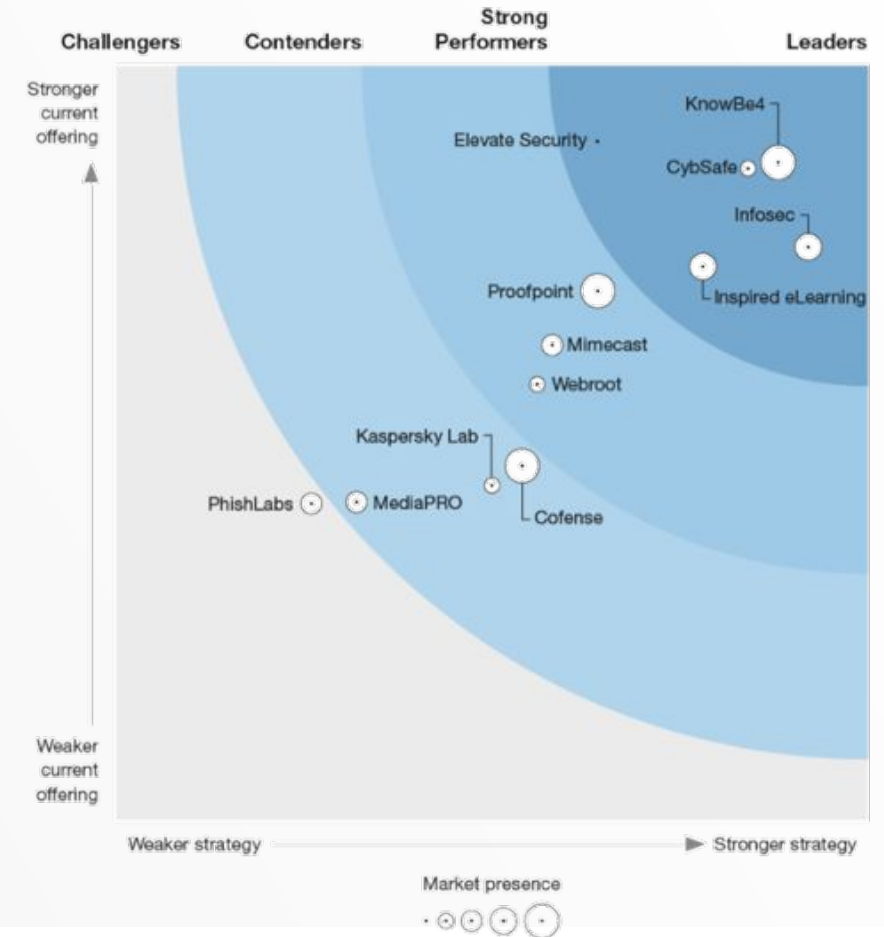 Strong
Challengers Contenders Performers Leaders
Stronger
current
offering
KnowBe4
Elevate Security
CybSafe
Infosec
Proofpoint
Inspired eLearning
Mimecast
Webroot
Kaspersky Lab
PhishLabs
MediaPRO
Cofense
Weaker
current
offering
Weaker strategy
Stronger strategy
Market presence